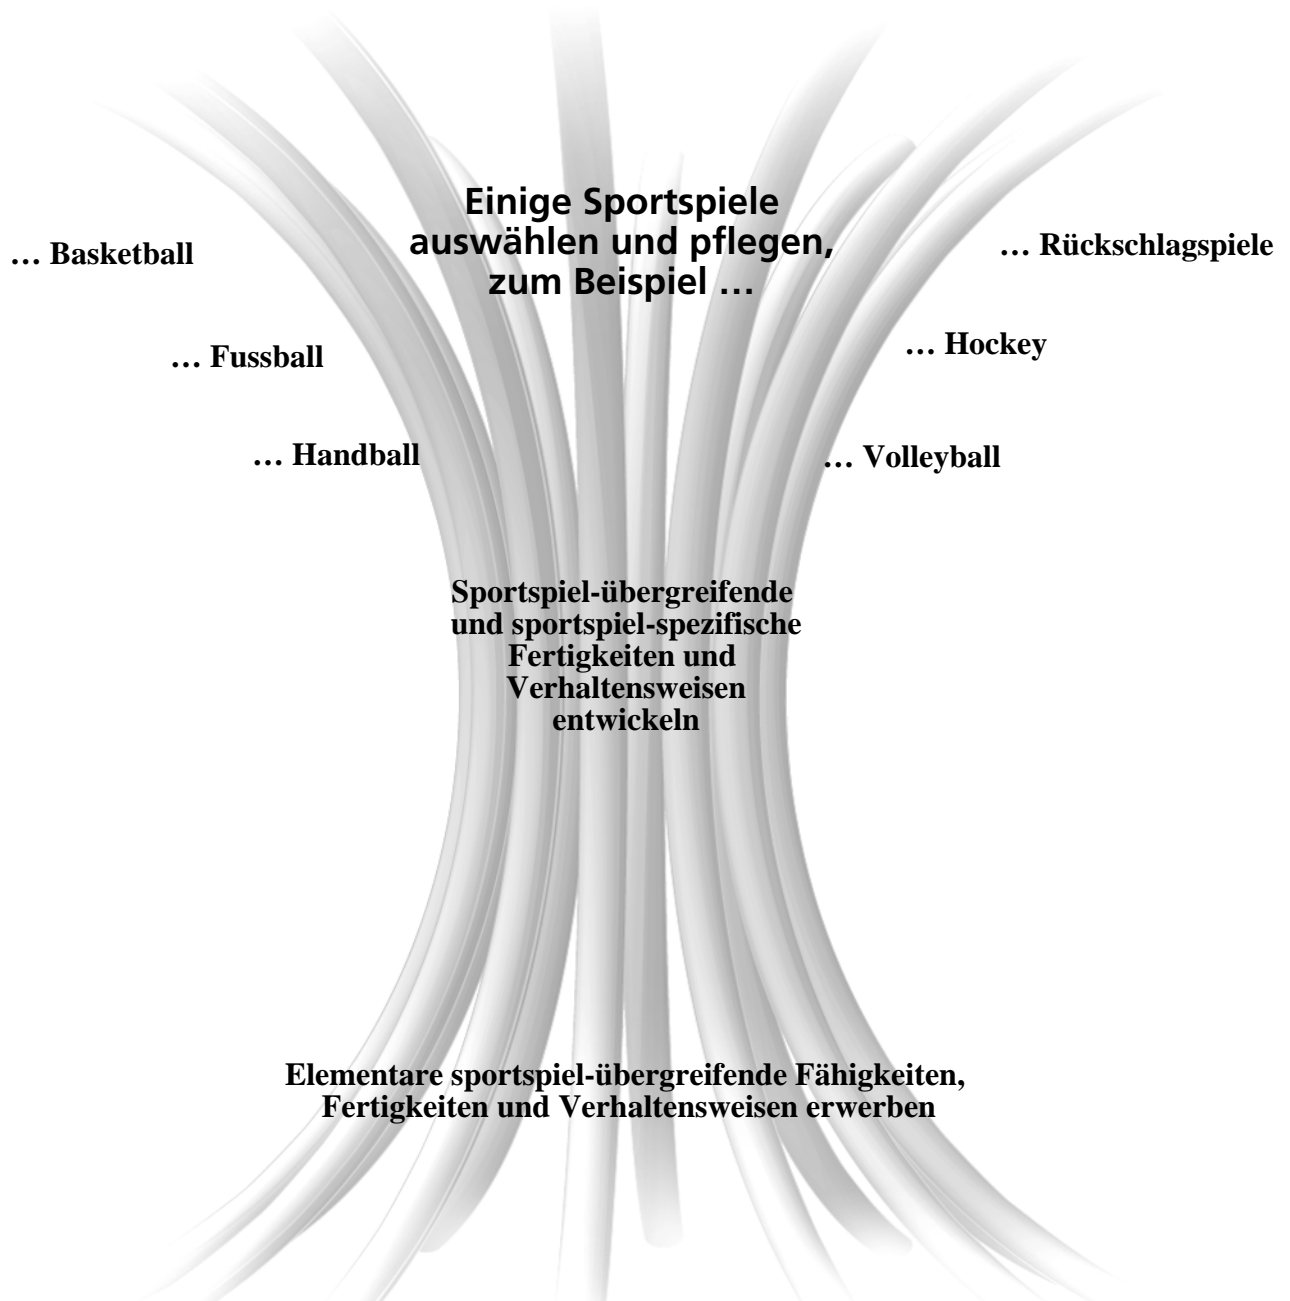 Einige Sportspiele
auswählen und pflegen,
zum Beispiel …
… Basketball
… Rückschlagspiele
… Fussball
… Hockey
… Handball
… Volleyball
Sportspiel-übergreifende
und sportspiel-spezifische
Fertigkeiten und
Verhaltensweisen
entwickeln
Elementare sportspiel-übergreifende Fähigkeiten,
Fertigkeiten und Verhaltensweisen erwerben